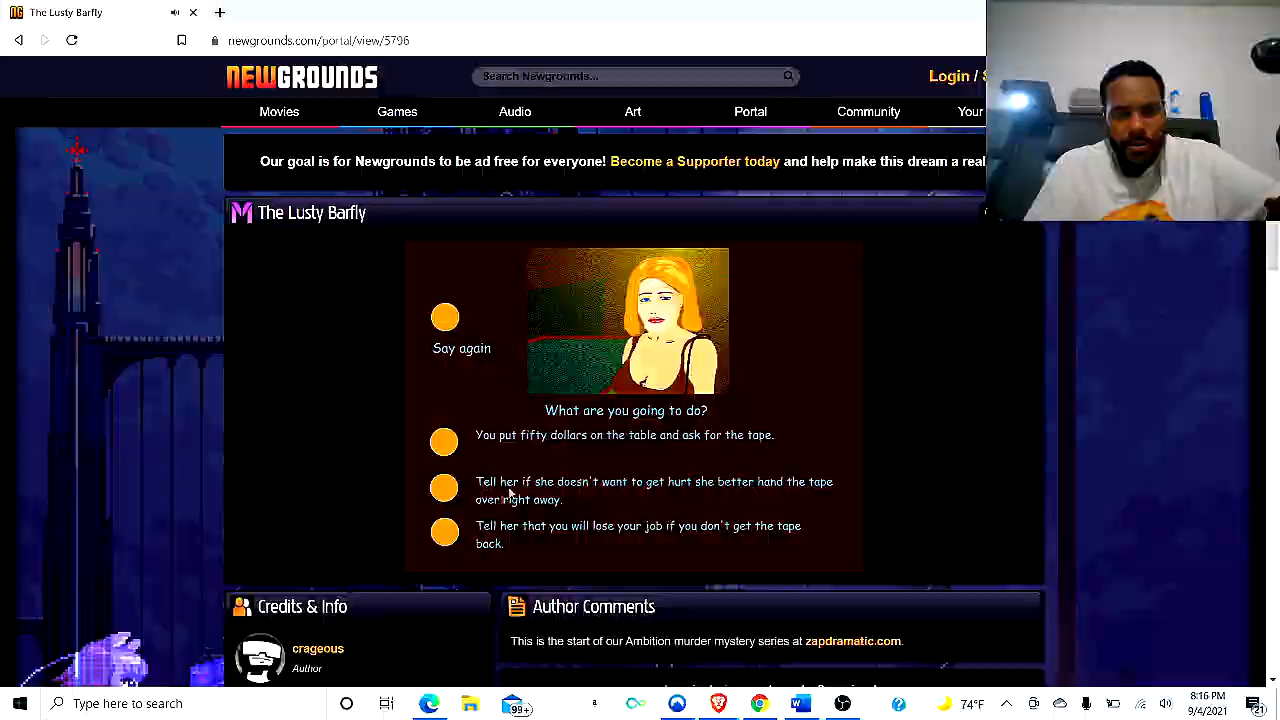 The Lusty Barfly
newgrounds.com/portal/view/5796
NEWGROUNDS
Search Newgrounds...
Login / S
Movies
Games
Audio
Art
Portal
Community
Your
Our goal is for Newgrounds to be ad free for everyone! Become a Supporter today and help make this dream a real
The Lusty Barfly
Say again
What are you going to do?
You put fifty dollars on the table and ask for the tape.
Tell her if she doesn't want to get hurt she better hand the tape
over right away.
Tell her that you will lose your job if you don't get the tape
back.
Credits & Info
crageous
Author
Author Comments
This is the start of our Ambition murder mystery series at zapdramatic.com.
Type here to search
99+
74°F
8:16 PM
9/4/2021
21